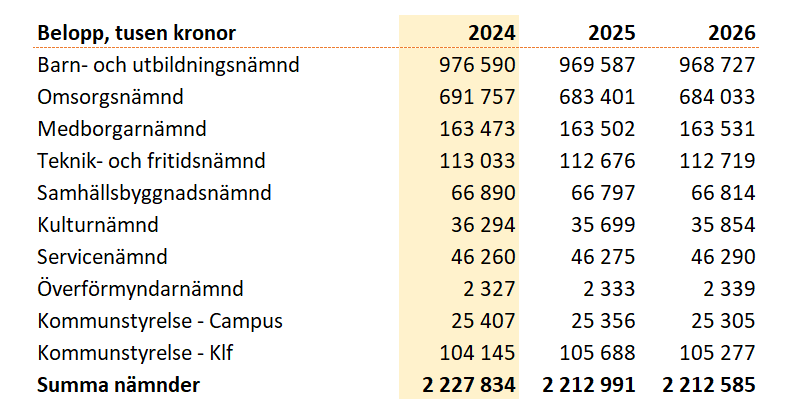 Belopp, tusen kronor 2024 2025 2026
Barn- och utbildningsnämnd 976 590 969 587 968 727
Omsorgsnämnd 691 757 683 401 684 033
Medborgarnämnd 163 473 163 502 163 531
Teknik- och fritidsnämnd 113 033 112 676 112 719
Samhällsbyggnadsnämnd 66 890 66 797 66 814
Kulturnämnd 36 294 35 699 35 854
Servicenämnd 46 260 46 275 46 290
Överförmyndarnämnd 2 327 2 333 2 339
Kommunstyrelse - Campus 25 407 25 356 25 305
Kommunstyrelse - Klf 104 145 105 688 105 277
Summa nämnder 2 227 834 2 212 991 2 212 585